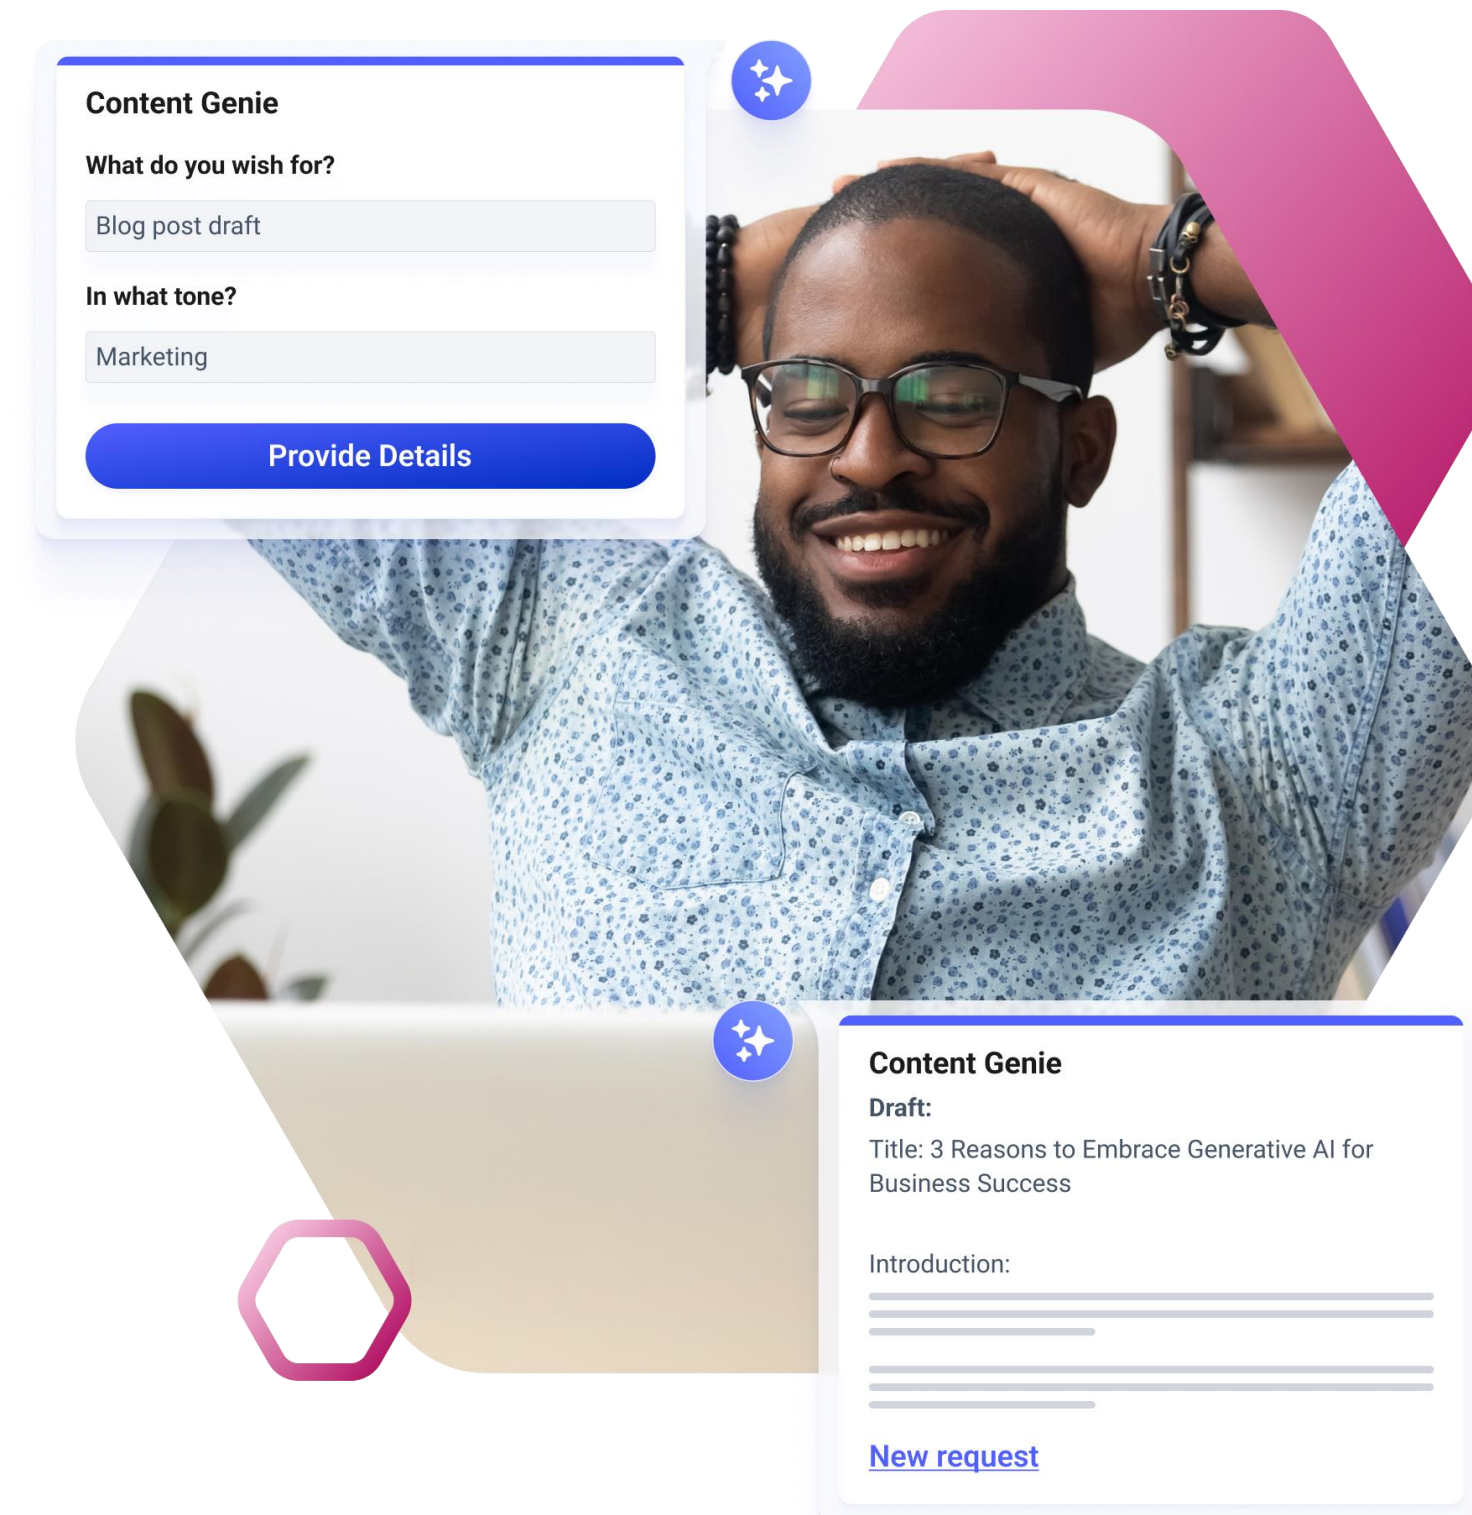 Content Genie
What do you wish for?
Blog post draft
In what tone?
Marketing
Provide Details
Content Genie
Draft:
Title: 3 Reasons to Embrace Generative AI for
Business Success
Introduction:
New request